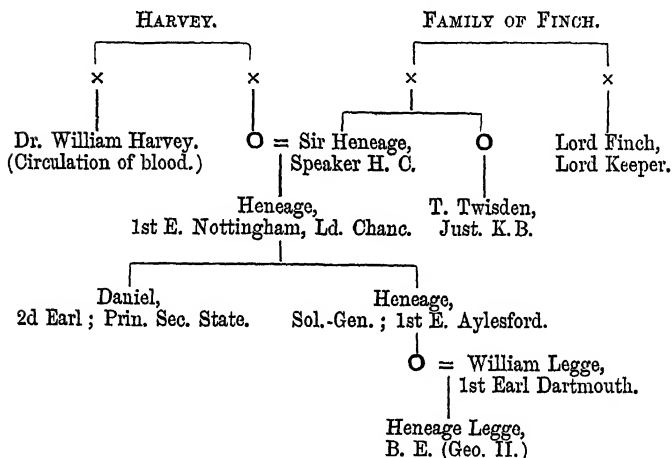 HARVEY. FAMILY OF FINCH.
× × × ×
Dr. William Harvey. O = Sir Heneage, O Lord Finch,
(Circulation of blood.) Speaker H. C. Lord Keeper.
Heneage, T. Twisden,
1st E. Nottingham, Ld. Chanc. Just. K. B.
Daniel, Heneage,
2d Earl ; Prin. Sec. State. Sol.-Gen. ; 1st E. Aylesford.
O = William Legge,
1st Earl Dartmouth.
Heneage Legge,
B. E. (Geo. II.)